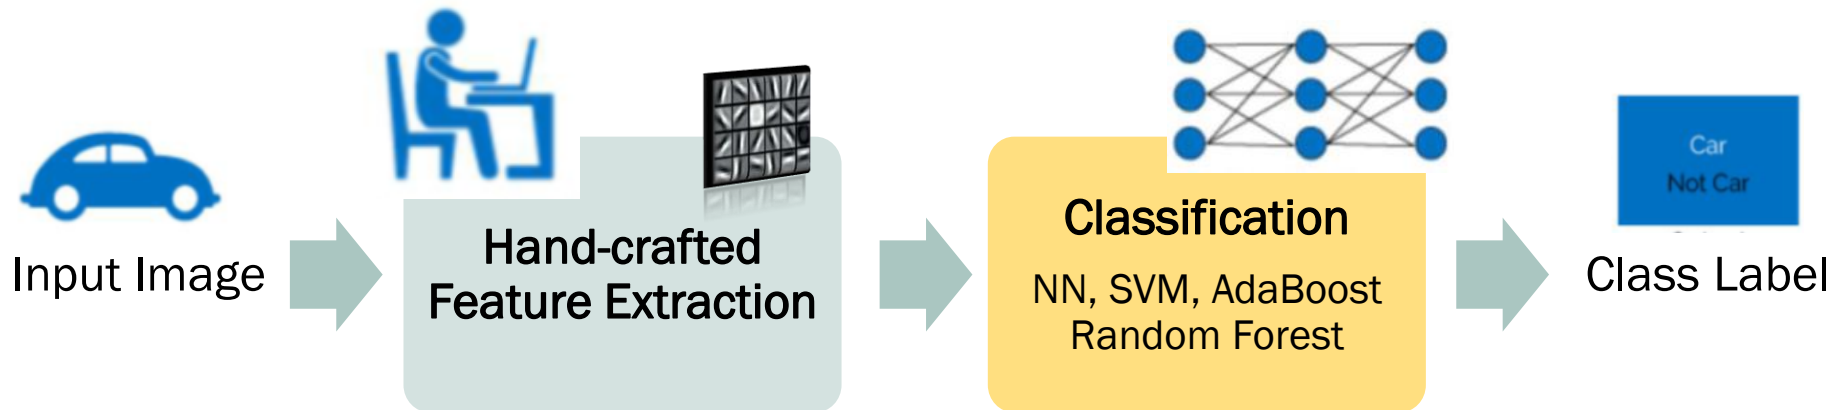 Input Image
Hand-crafted
Feature Extraction
Classification
NN, SVM, AdaBoost
Random Forest
Car
Not Car
Class Label